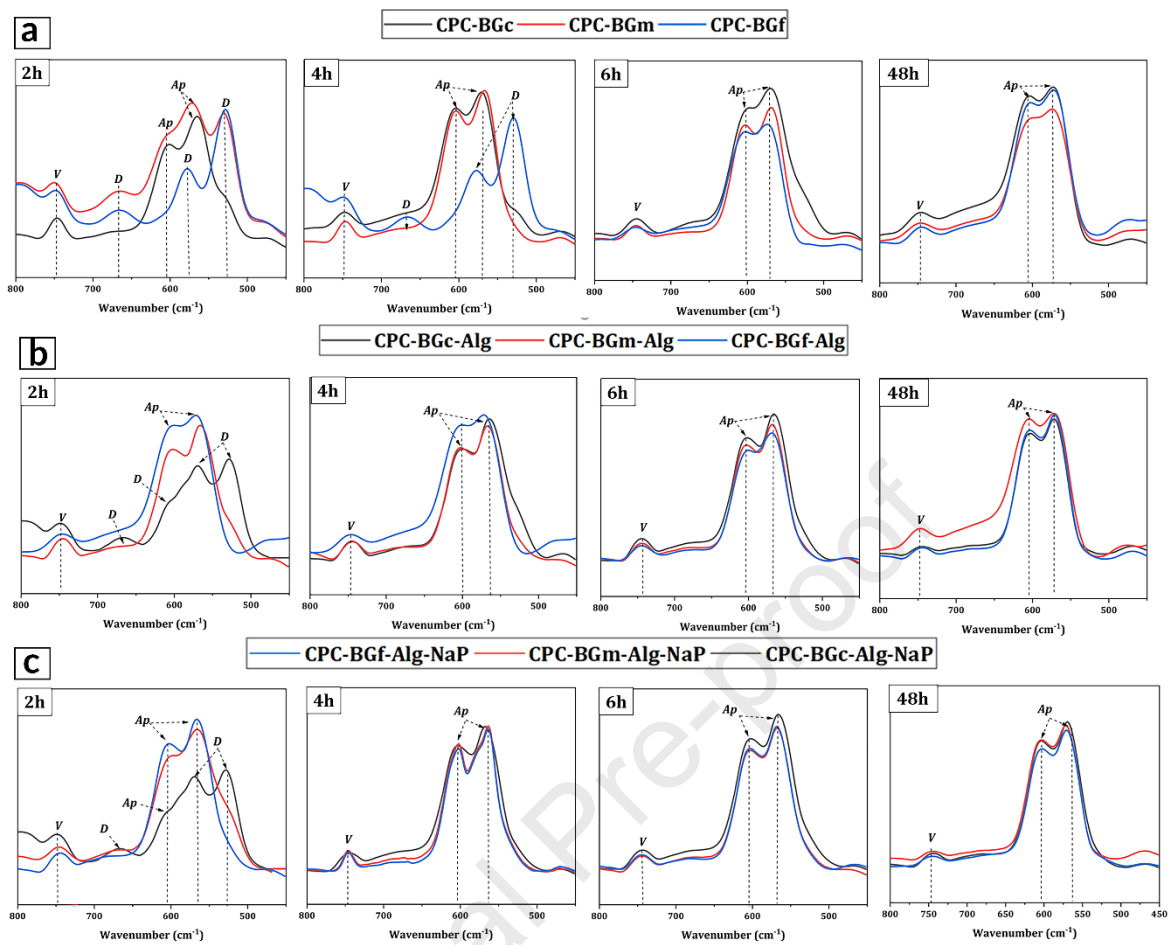 a
CPC-BGc CPC-BGm CPC-BGf
2h
4h
6h
48h
Ap
D
Ap
D
V
D
Ap
D
V
D
Ap
V
Ap
V
800 700 600 500
800 700 600 500
800 700 600 500
800 700 600 500
Wavenumber (cm-1)
Wavenumber (cm-1)
Wavenumber (cm-1)
Wavenumber (cm-1)
b
CPC-BGc-Alg CPC-BGm-Alg CPC-BGf-Alg
2h
4h
6h
48h
Ap
D
D
D
V
Ap
V
Ap
V
Ap
V
800 700 600 500
800 700 600 500
800 700 600 500
800 700 600 500
Wavenumber (cm-1)
Wavenumber (cm-1)
Wavenumber (cm-1)
Wavenumber (cm-1)
c
CPC-BGf-Alg-NaP CPC-BGm-Alg-NaP CPC-BGc-Alg-NaP
2h
4h
6h
48h
Ap
D
Ap
V
D
Ap
V
Ap
V
Ap
V
800 700 600 500
800 700 600 500
800 700 600 500
800 750 700 650 600 550 500 450
Wavenumber (cm-1)
Wavenumber (cm-1)
Wavenumber (cm-1)
Wavenumber (cm-1)
al Pre-proof